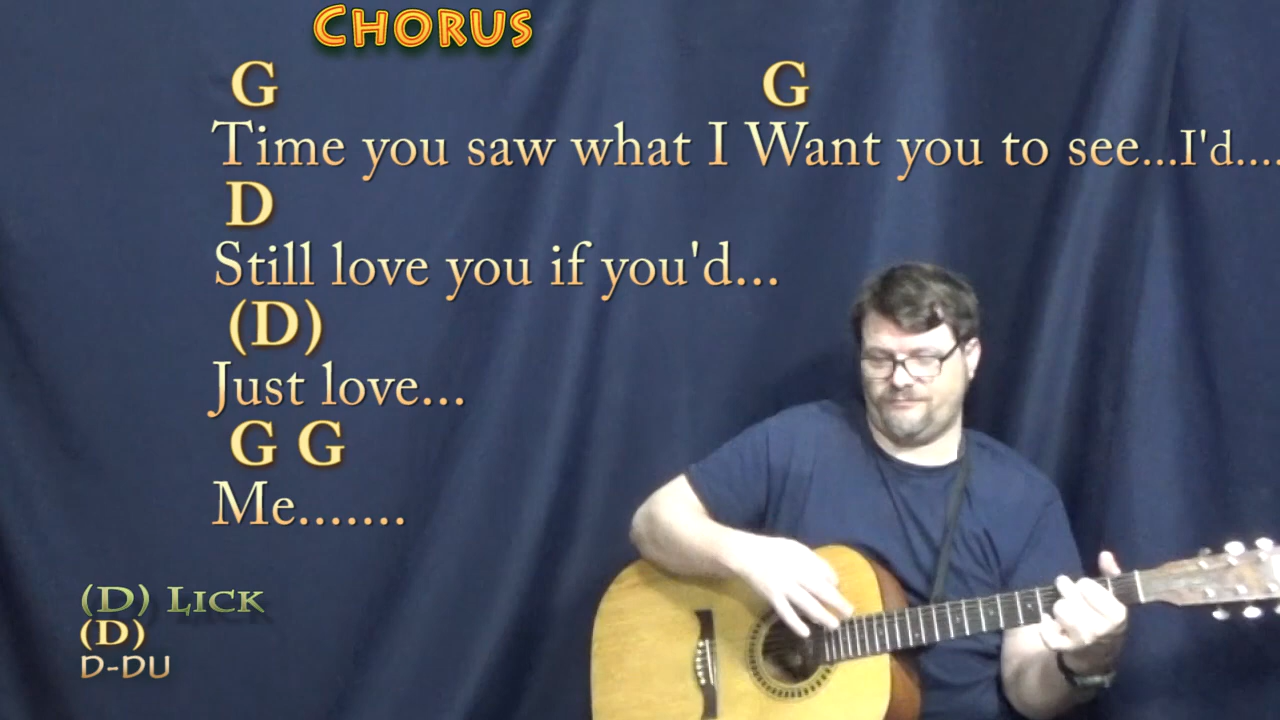 CHORUS
G G
Time you saw what I Want you to see...I'd....
D
Still love you if you'd...
(D)
Just love...
G G
Me.......
(D) LICK
(D)
D-DU